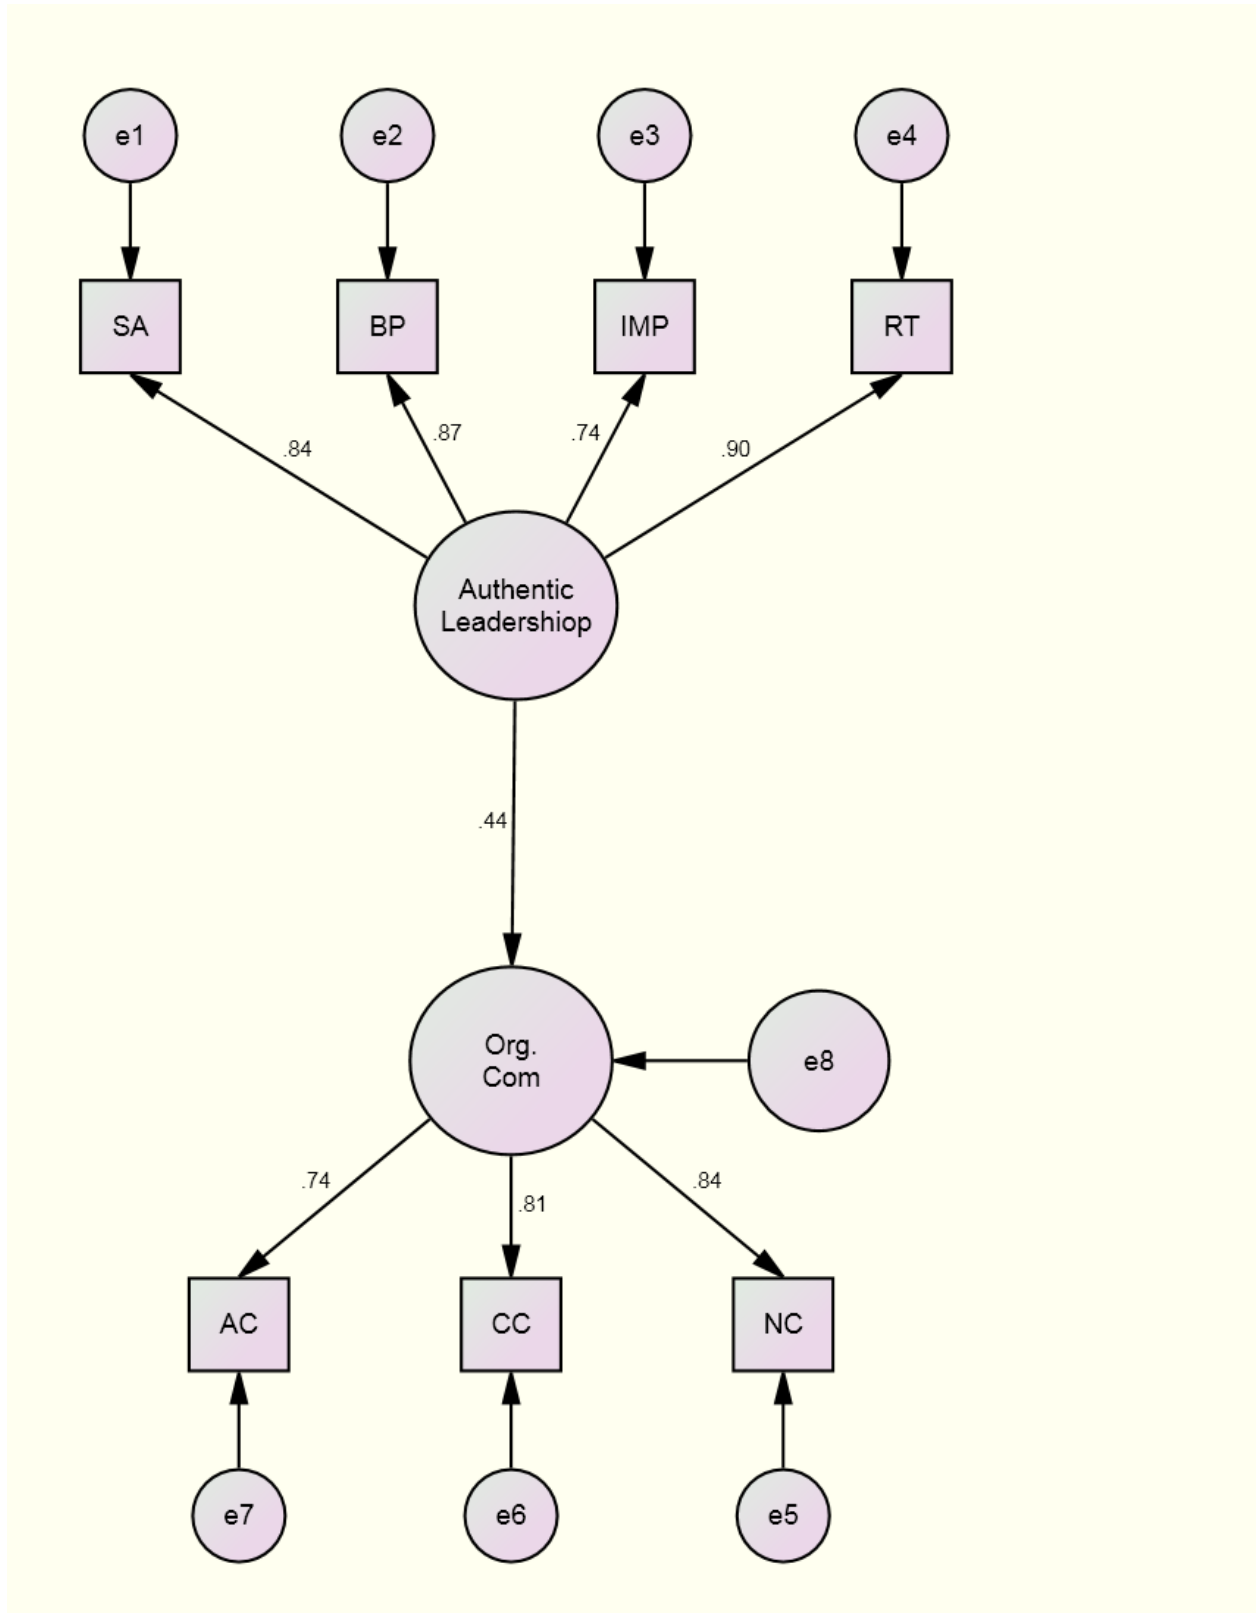 e1
e2
e3
e4
SA
BP
IMP
RT
.84
.87
.74
.90
Authentic
Leadershiop
.44
Org.
Com
e8
.74
.81
.84
AC
CC
NC
e7
e6
e5